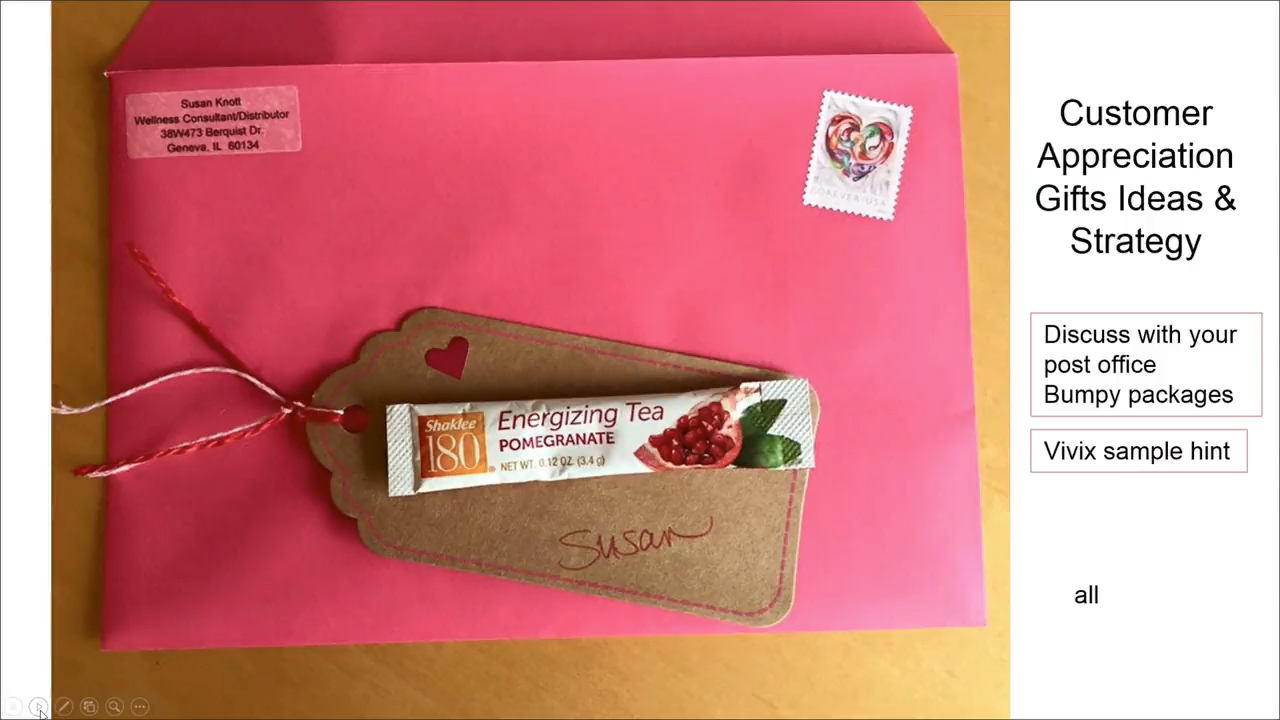 Susan Knott
Wellness Consultant/Distributor
38W473 Berquist Dr.
Geneva, IL 60134
FOREVER/USA
Shaklee
180
Energizing Tea
POMEGRANATE
NET WT. 0.12 OZ. (3.4 g)
Susan
Customer
Appreciation
Gifts Ideas &
Strategy
Discuss with your
post office
Bumpy packages
Vivix sample hint
all